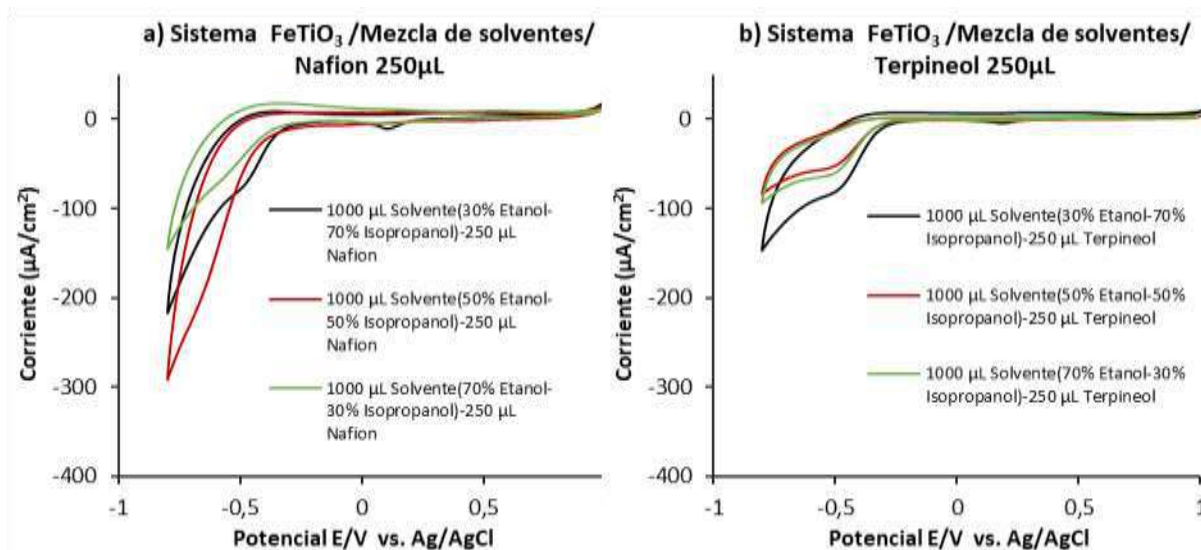 a) Sistema FeTiO₃ /Mezcla de solventes/
Nafion 250µL
0
-100
-200
-300
-400
Corriente (µA/cm²)
1000 µL Solvente(30% Etanol-
70% Isopropanol)-250 µL
Nafion
1000 µL Solvente(50% Etanol-
50% Isopropanol)-250 µL
Nafion
1000 µL Solvente(70% Etanol-
30% Isopropanol)-250 µL
Nafion
-1
-0,5
0
0,5
Potencial E/V vs. Ag/AgCl
b) Sistema FeTiO₃ /Mezcla de solventes/
Terpineol 250µL
0
-100
-200
-300
-400
Corriente (µA/cm²)
1000 µL Solvente(30% Etanol-70%
Isopropanol)-250 µL Terpineol
1000 µL Solvente(50% Etanol-50%
Isopropanol)-250 µL Terpineol
1000 µL Solvente(70% Etanol-30%
Isopropanol)-250 µL Terpineol
-1
-0,5
0
0,5
1
Potencial E/V vs. Ag/AgCl